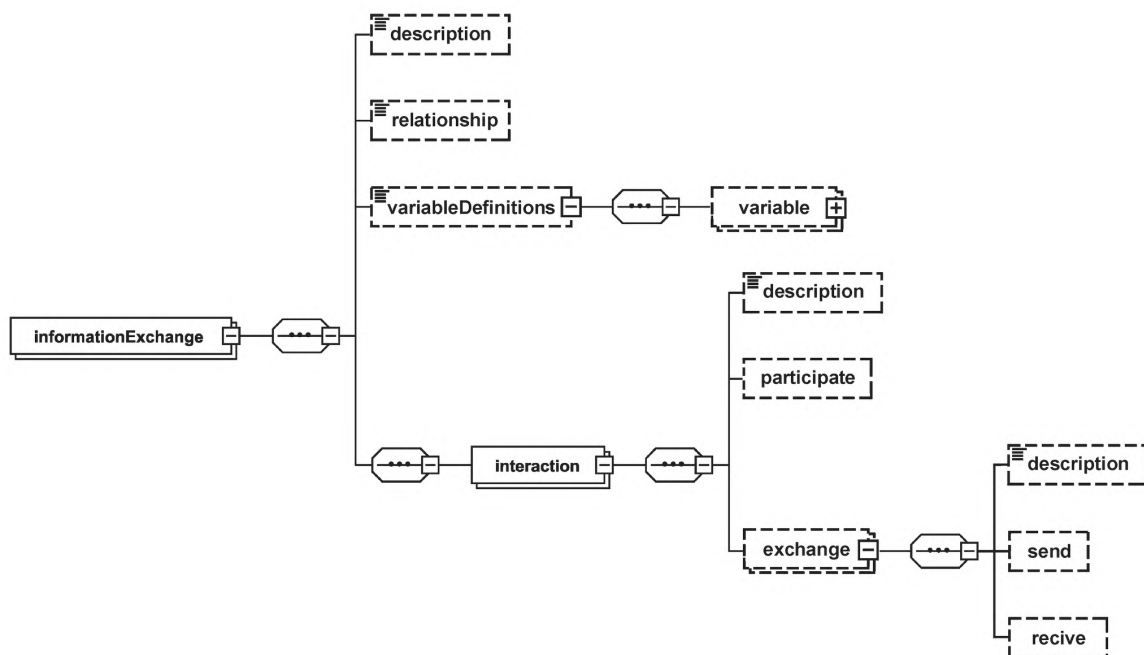 description
relationship
variableDefinitions
variable
informationExchange
description
participate
interaction
exchange
description
send
recive